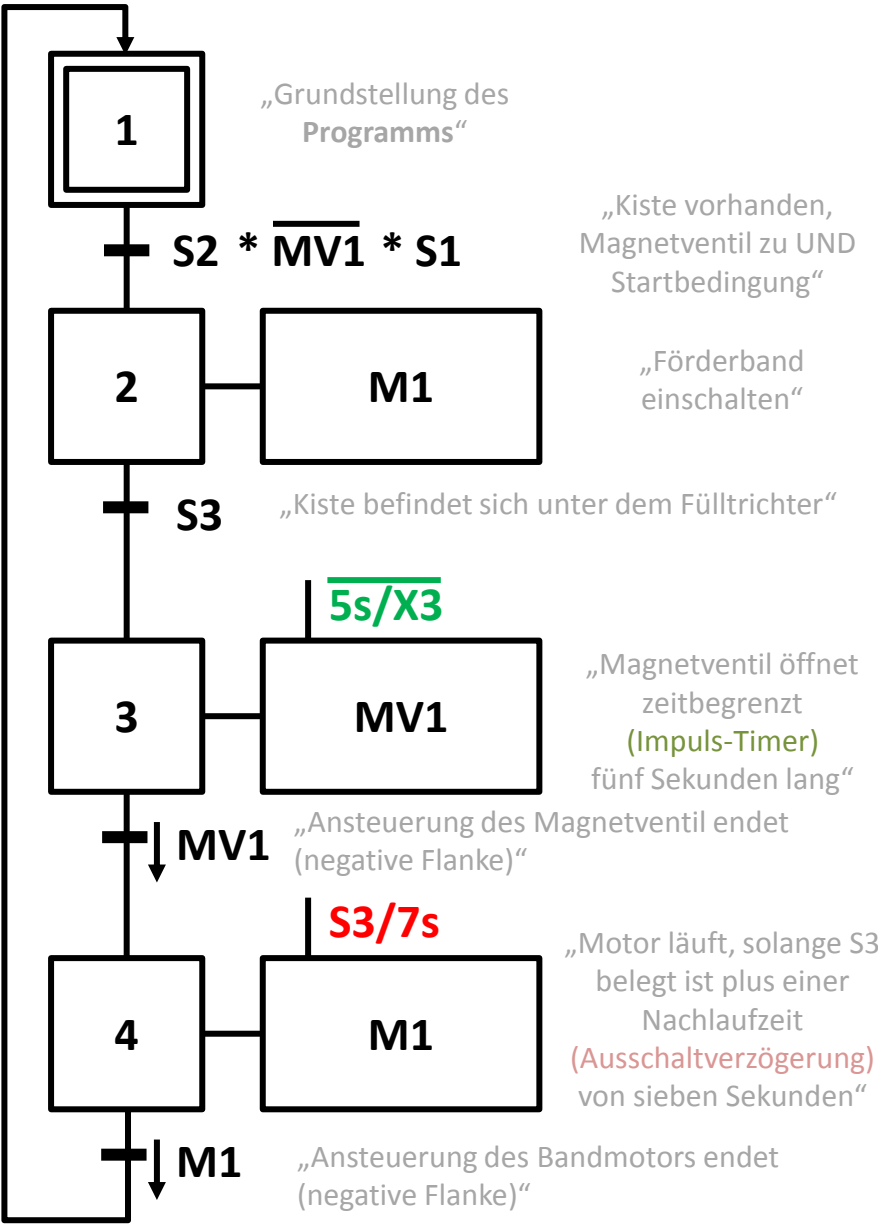 1
„Grundstellung des
Programms“
S2 * M̅V̅1̅ * S1
„Kiste vorhanden,
Magnetventil zu UND
Startbedingung“
2
M1
„Förderband
einschalten“
S3
„Kiste befindet sich unter dem Fülltrichter“
5̅s̅/̅X̅3̅
3
MV1
„Magnetventil öffnet
zeitbegrenzt
(Impuls-Timer)
fünf Sekunden lang“
↓ MV1
„Ansteuerung des Magnetventil endet
(negative Flanke)“
S3/7s
4
M1
„Motor läuft, solange S3
belegt ist plus einer
Nachlaufzeit
(Ausschaltverzögerung)
von sieben Sekunden“
↓ M1
„Ansteuerung des Bandmotors endet
(negative Flanke)“